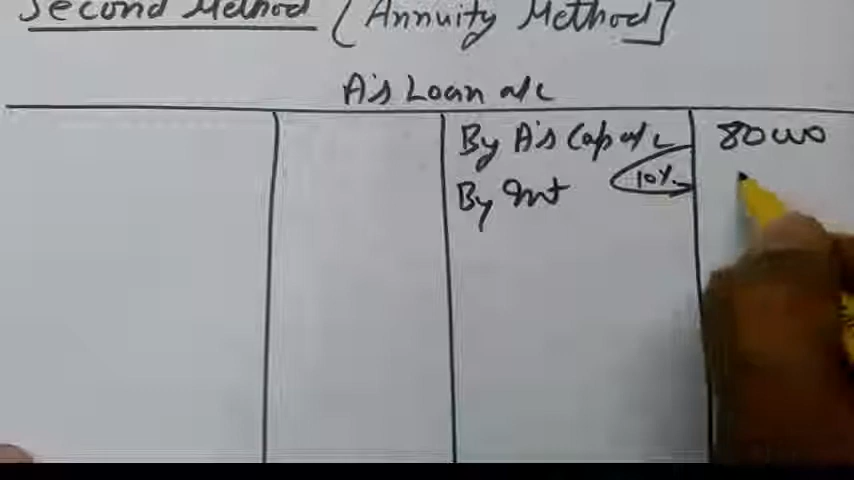 Second Method [Annuity Method]
A's Loan a/c
By A's Cap a/c 80000
By Int 10%